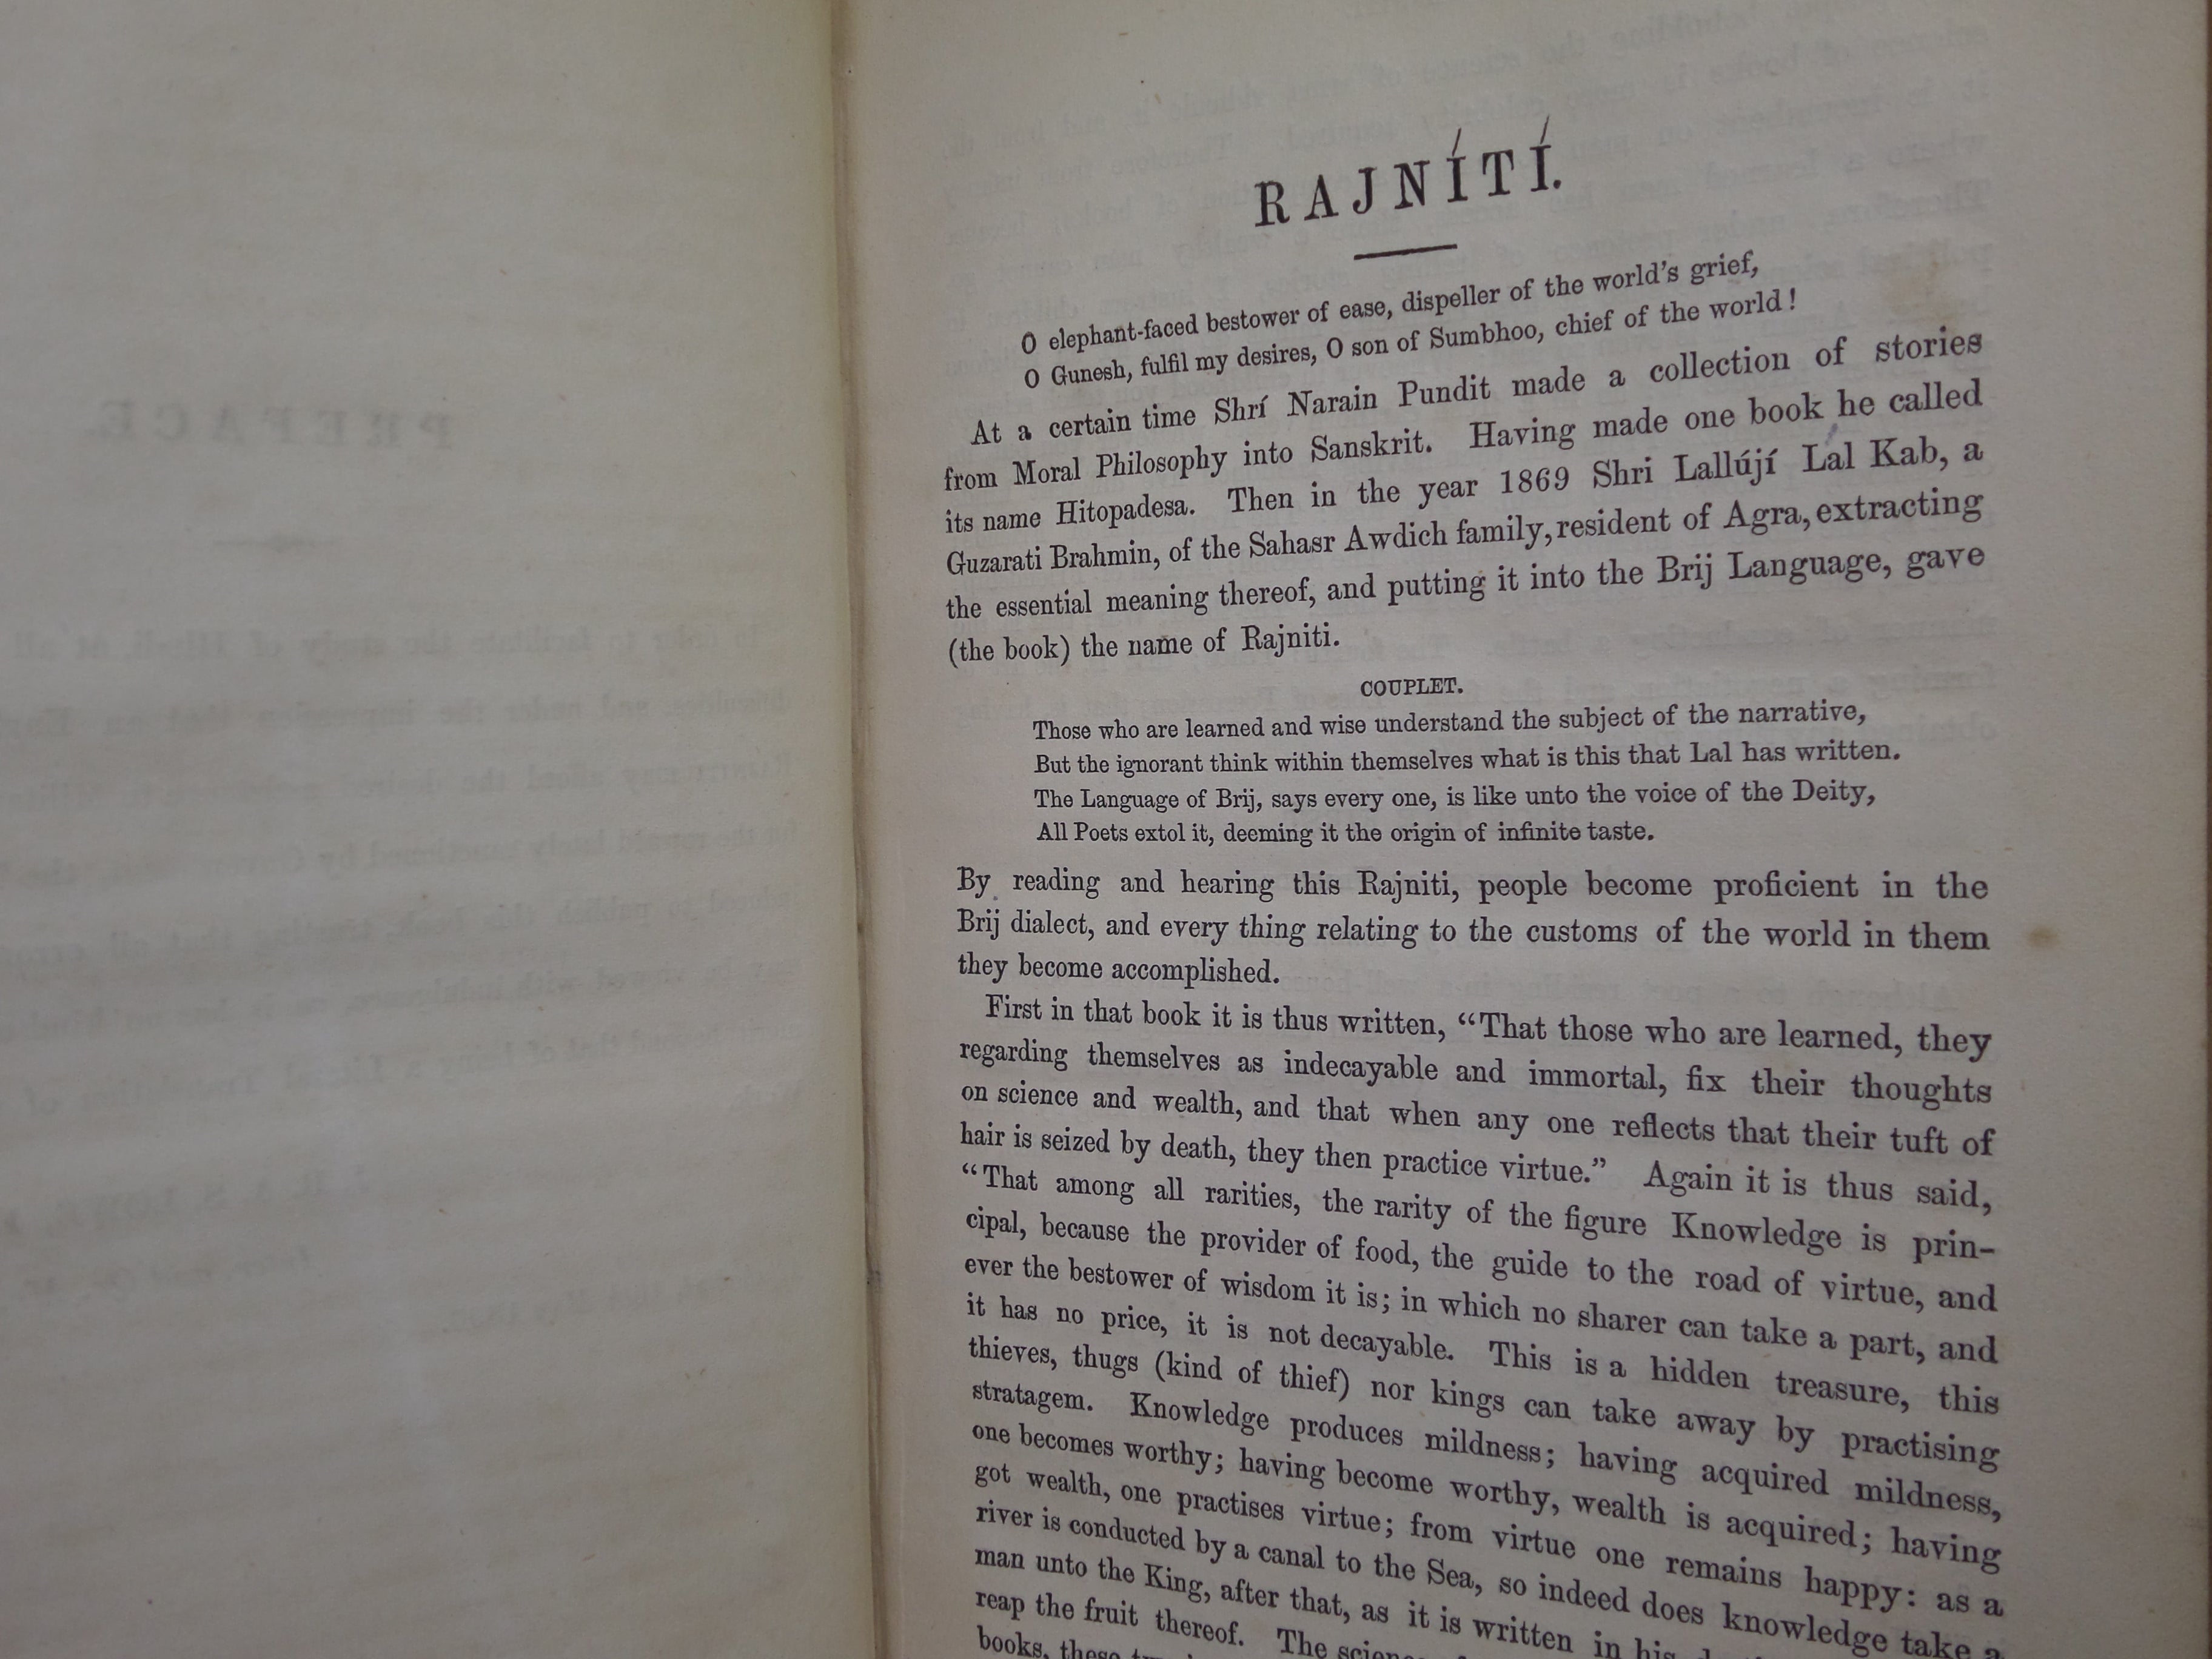 PREFACE.
RAJNÍTÍ.
O elephant-faced bestower of ease, dispeller of the world's grief,
O Gunesh, fulfil my desires, O son of Sumbhoo, chief of the world!
At a certain time Shrí Narain Pundit made a collection of stories
from Moral Philosophy into Sanskrit. Having made one book he called
its name Hitopadesa. Then in the year 1869 Shri Lallújí Lal Kab, a
Guzarati Brahmin, of the Sahasr Awdich family, resident of Agra, extracting
the essential meaning thereof, and putting it into the Brij Language, gave
(the book) the name of Rajniti.
COUPLET.
Those who are learned and wise understand the subject of the narrative,
But the ignorant think within themselves what is this that Lal has written.
The Language of Brij, says every one, is like unto the voice of the Deity,
All Poets extol it, deeming it the origin of infinite taste.
By reading and hearing this Rajniti, people become proficient in the
Brij dialect, and every thing relating to the customs of the world in them
they become accomplished.
First in that book it is thus written, “That those who are learned, they
regarding themselves as indecayable and immortal, fix their thoughts
on science and wealth, and that when any one reflects that their tuft of
hair is seized by death, they then practice virtue.” Again it is thus said,
“That among all rarities, the rarity of the figure Knowledge is prin-
cipal, because the provider of food, the guide to the road of virtue, and
ever the bestower of wisdom it is; in which no sharer can take a part, and
it has no price, it is not decayable. This is a hidden treasure, this
thieves, thugs (kind of thief) nor kings can take away by practising
stratagem. Knowledge produces mildness; having acquired mildness,
one becomes worthy; having become worthy, wealth is acquired; having
got wealth, one practises virtue; from virtue one remains happy: as a
river is conducted by a canal to the Sea, so indeed does knowledge take a
man unto the King, after that, as it is written in his
reap the fruit thereof. The
books, these